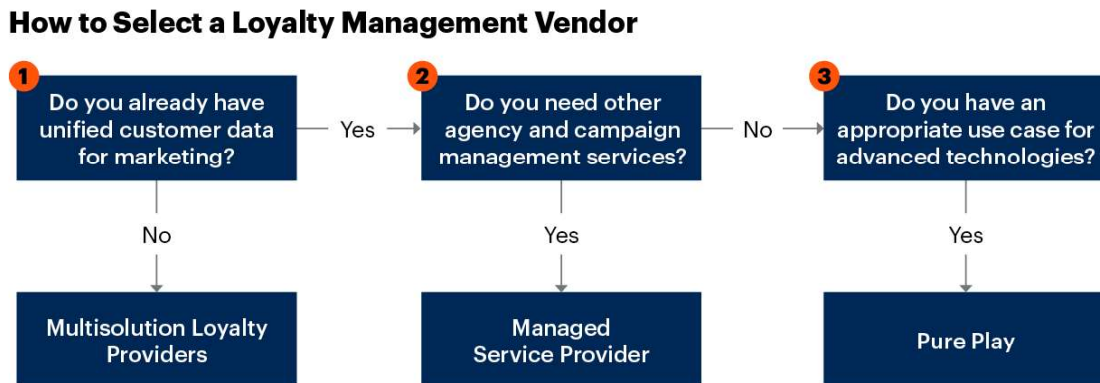 How to Select a Loyalty Management Vendor
1
Do you already have
unified customer data
for marketing?
Yes
2
Do you need other
agency and campaign
management services?
No
3
Do you have an
appropriate use case for
advanced technologies?
No
Yes
Yes
Multisolution Loyalty
Providers
Managed
Service Provider
Pure Play